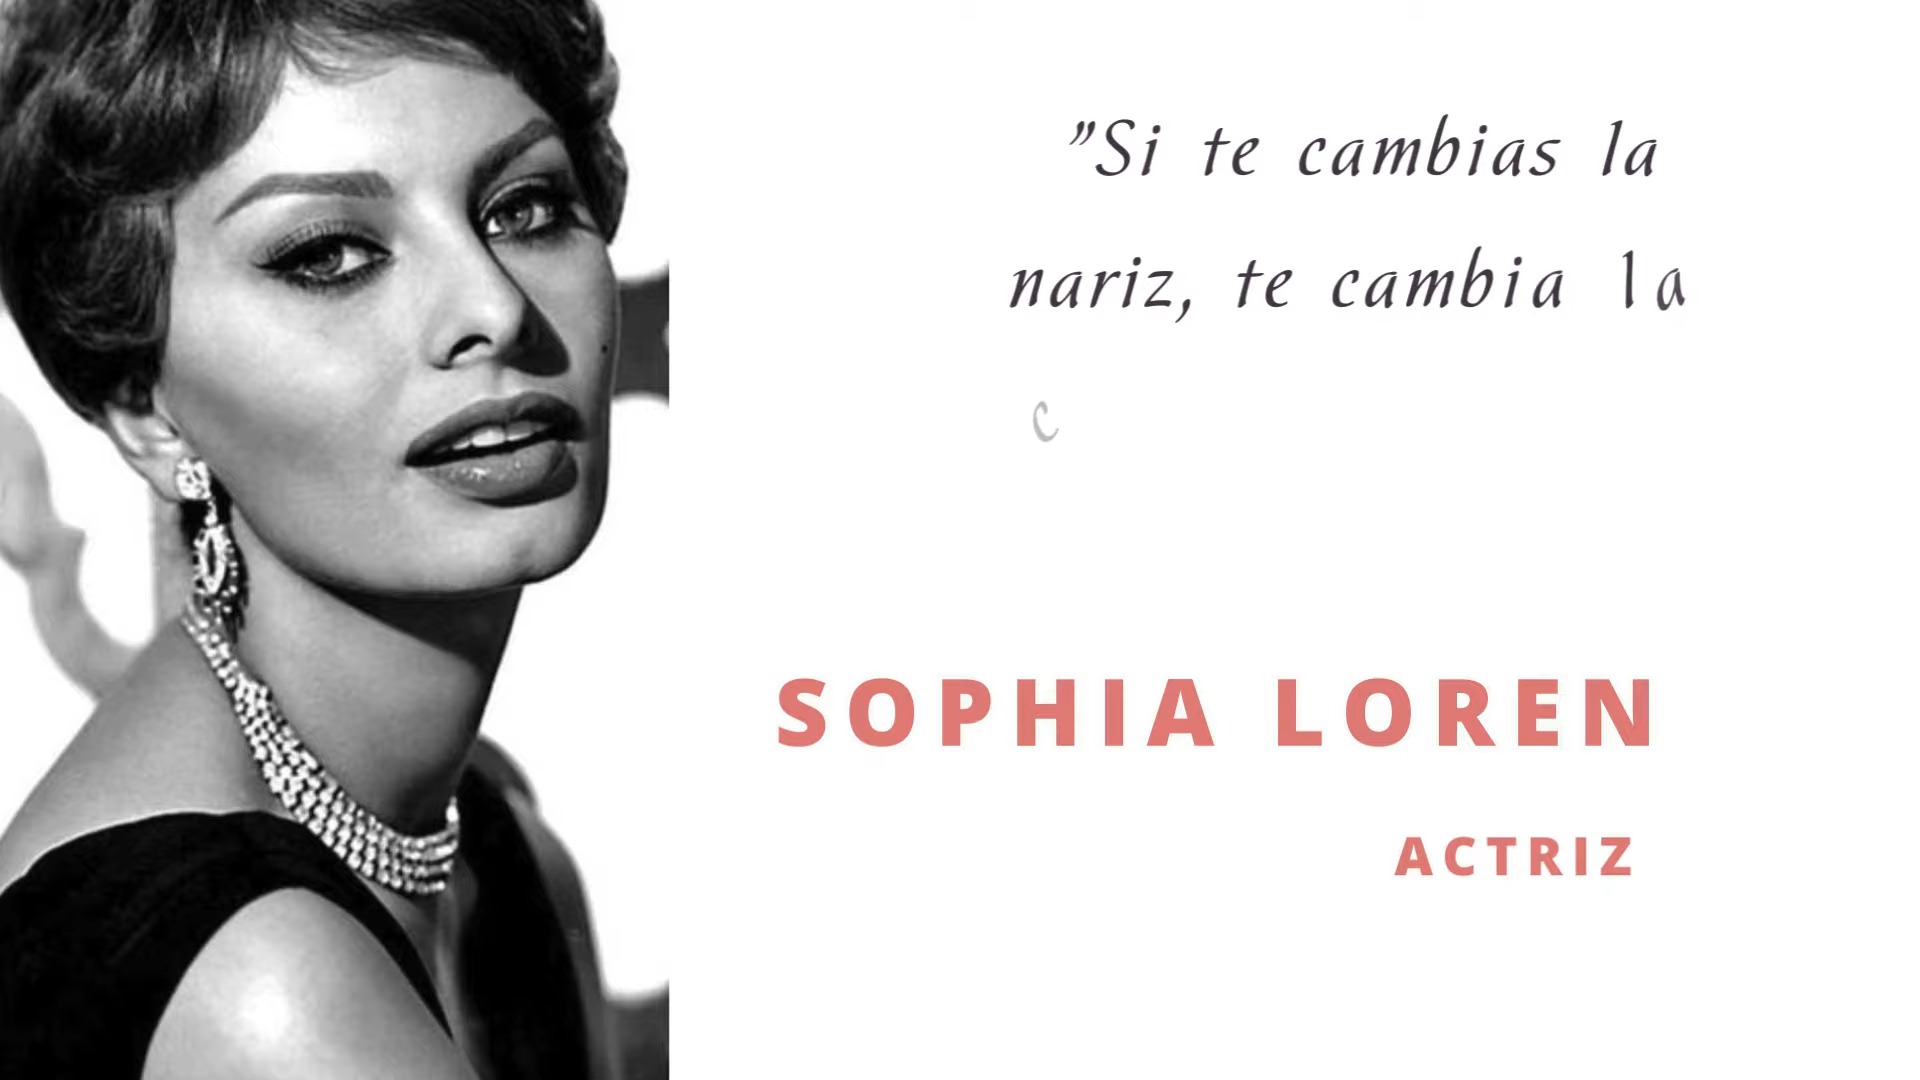 ”Si te cambias la
nariz, te cambia la
c
SOPHIA LOREN
ACTRIZ